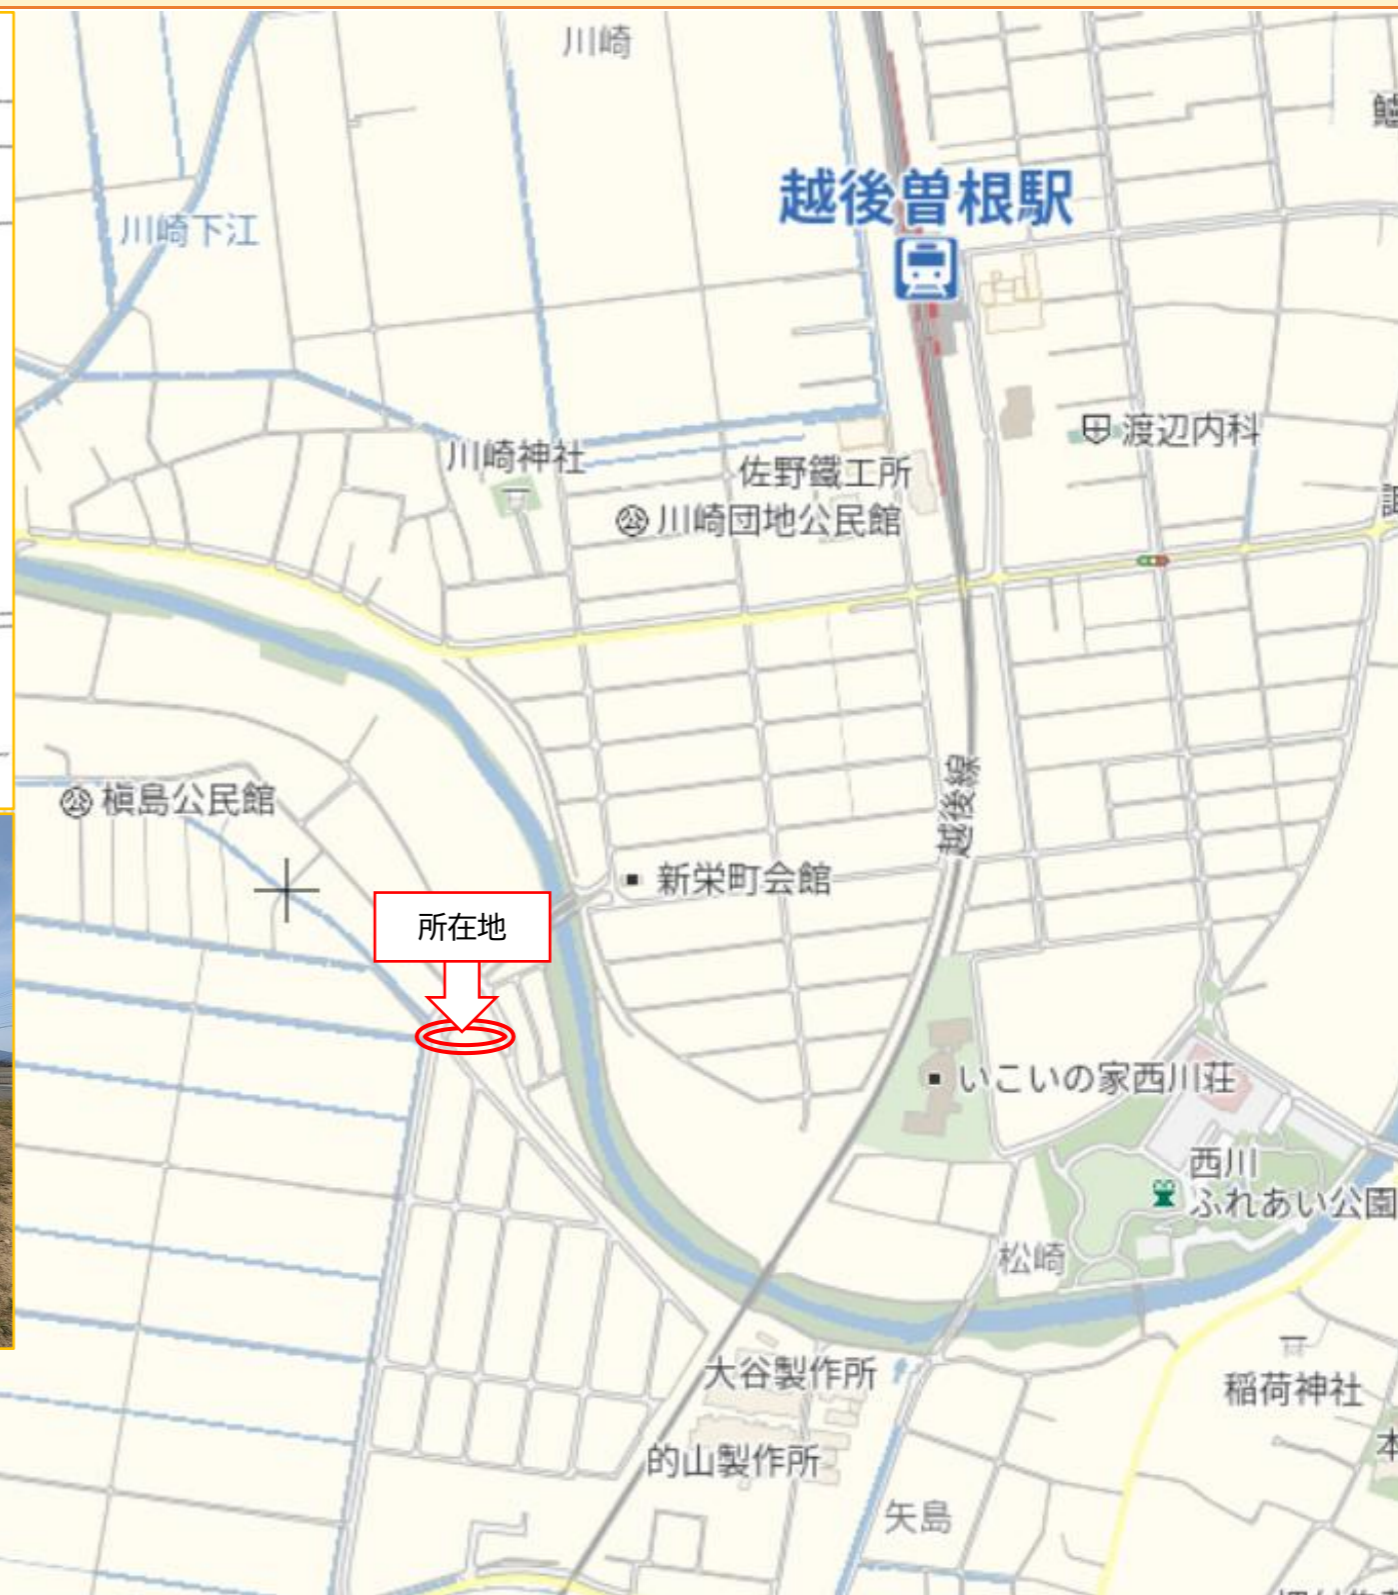 川崎
越後曽根駅
川崎下江
渡辺内科
川崎神社
佐野鐵工所
川崎団地公民館
越後線
槇島公民館
新栄町会館
所在地
いこいの家西川荘
西川
ふれあい公園
松崎
大谷製作所
稲荷神社
的山製作所
矢島